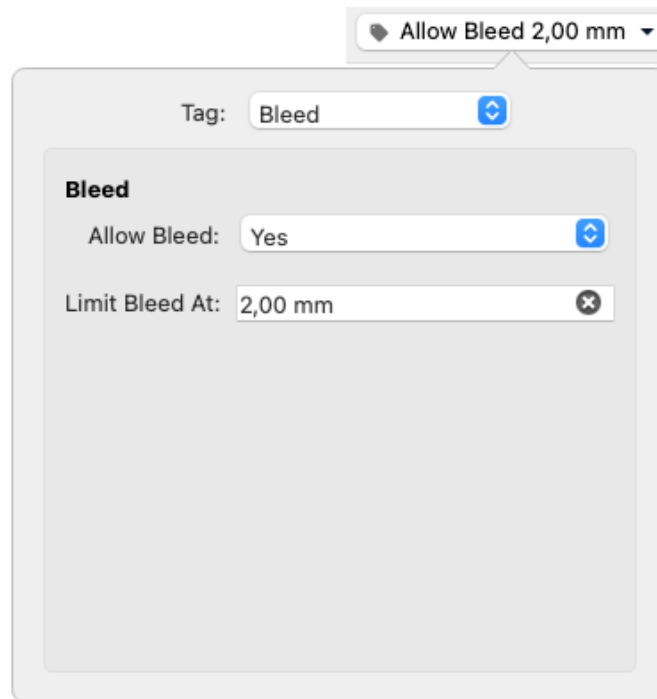 Allow Bleed 2,00 mm
Tag: Bleed
Bleed
Allow Bleed: Yes
Limit Bleed At: 2,00 mm